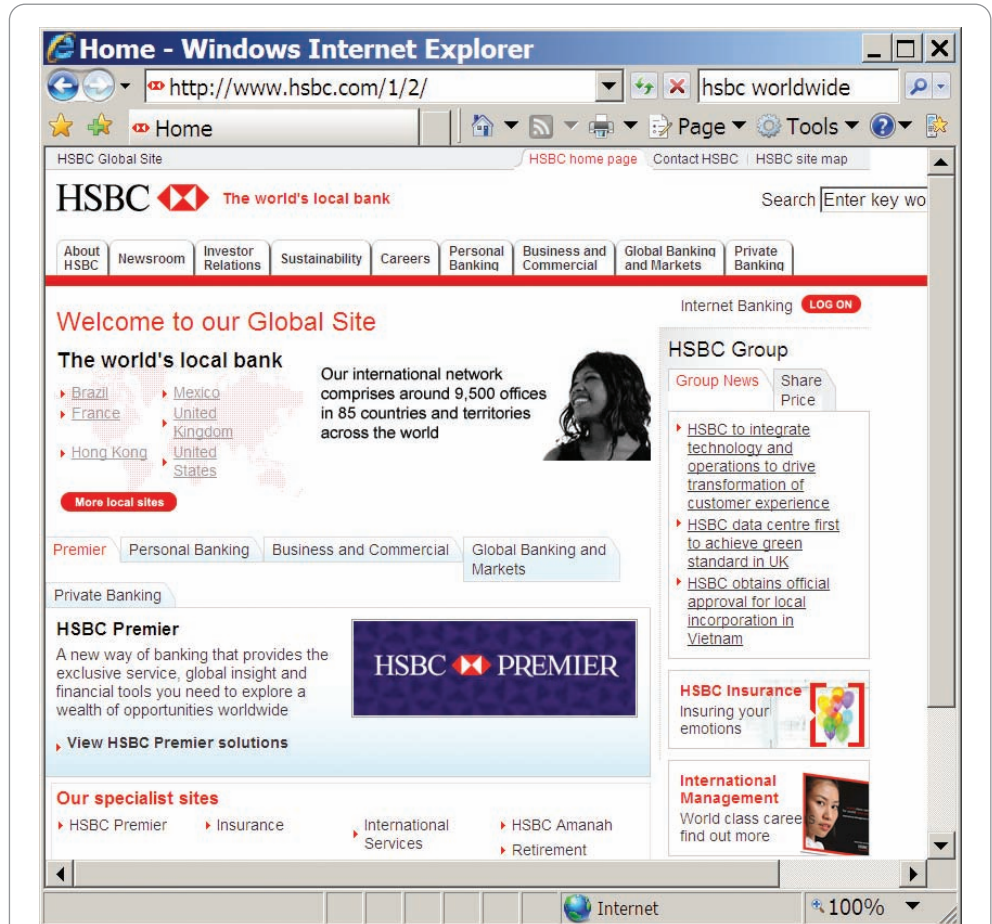 Home - Windows Internet Explorer
http://www.hsbc.com/1/2/
hsbc worldwide
Home
Page
Tools
HSBC Global Site
HSBC home page
Contact HSBC
HSBC site map
HSBC
The world's local bank
Search
Enter key wo
About
HSBC
Newsroom
Investor
Relations
Sustainability
Careers
Personal
Banking
Business and
Commercial
Global Banking
and Markets
Private
Banking
Internet Banking
LOG ON
Welcome to our Global Site
The world's local bank
Brazil
France
Hong Kong
Mexico
United
Kingdom
United
States
More local sites
Our international network
comprises around 9,500 offices
in 85 countries and territories
across the world
HSBC Group
Group News
Share
Price
HSBC to integrate
technology and
operations to drive
transformation of
customer experience
HSBC data centre first
to achieve green
standard in UK
HSBC obtains official
approval for local
incorporation in
Vietnam
Premier
Personal Banking
Business and Commercial
Global Banking and
Markets
Private Banking
HSBC Premier
A new way of banking that provides the
exclusive service, global insight and
financial tools you need to explore a
wealth of opportunities worldwide
View HSBC Premier solutions
HSBC PREMIER
HSBC Insurance
Insuring your
emotions
International
Management
World class careers
find out more
Our specialist sites
HSBC Premier
Insurance
International
Services
HSBC Amanah
Retirement
Internet
100%